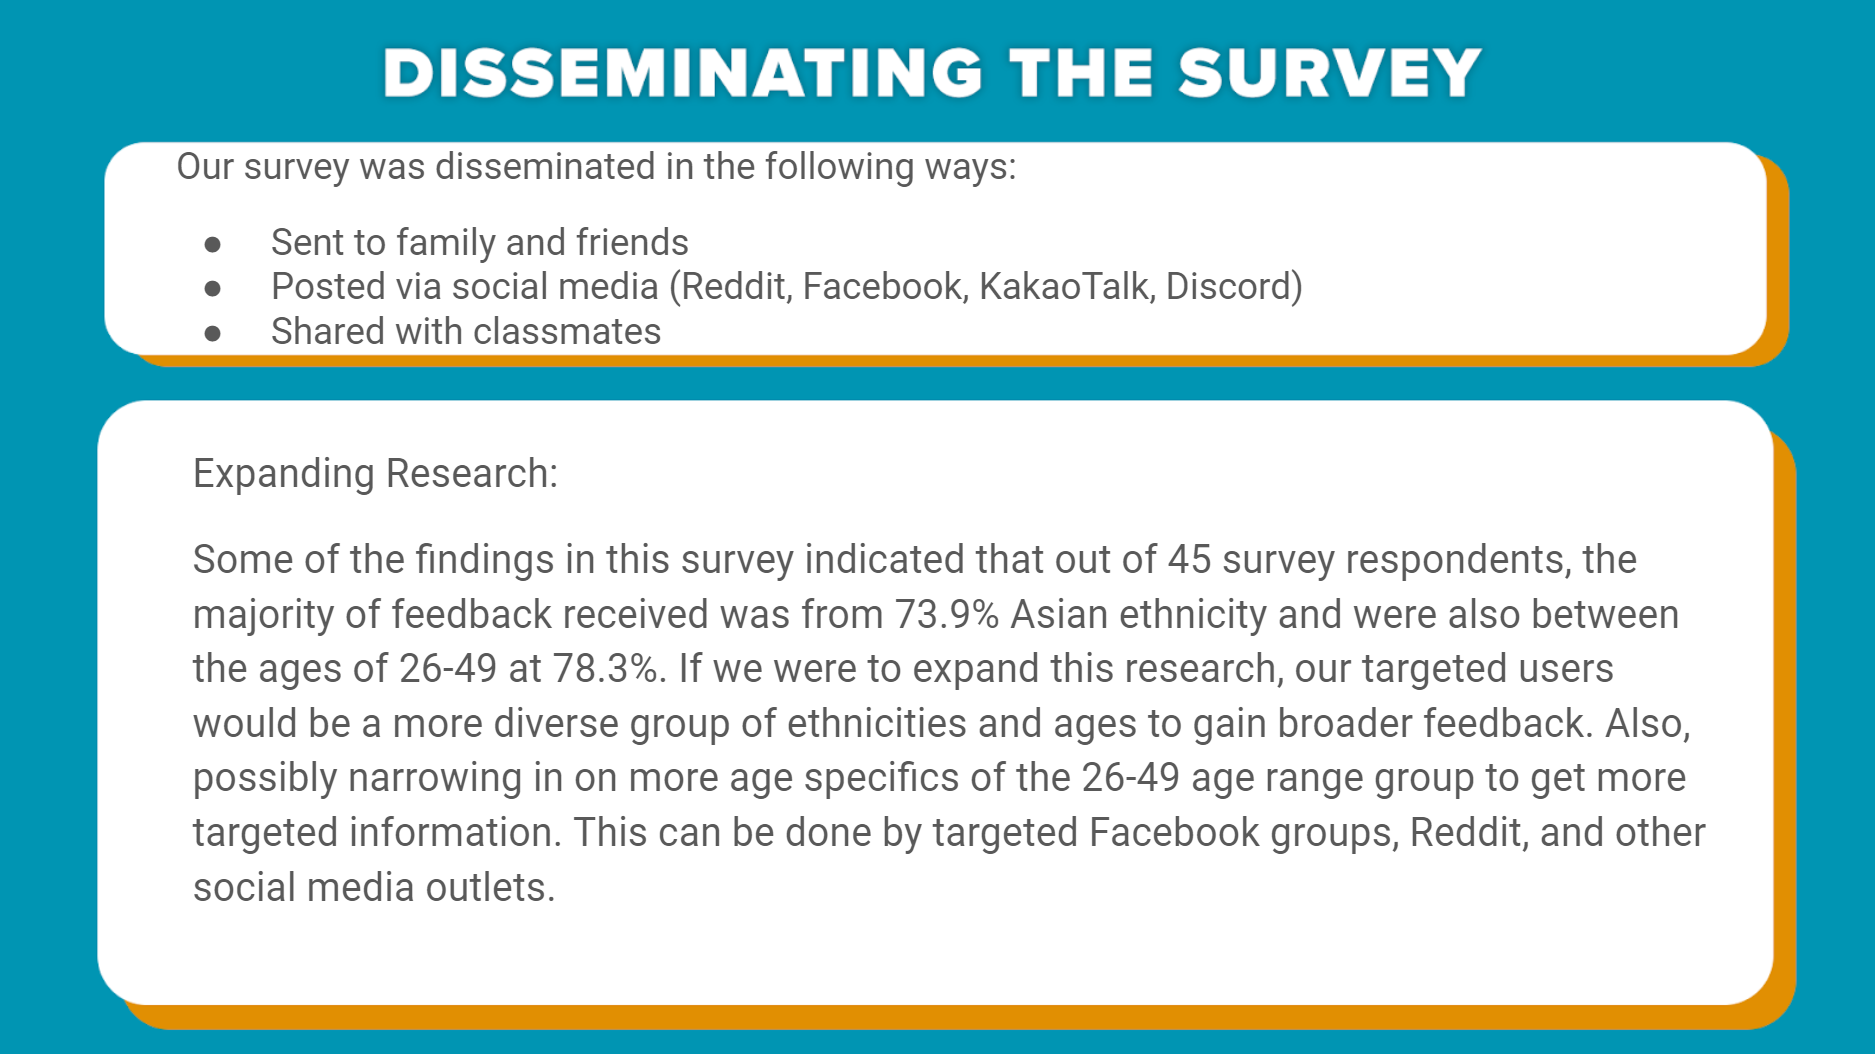 DISSEMINATING THE SURVEY
Our survey was disseminated in the following ways:
● Sent to family and friends
● Posted via social media (Reddit, Facebook, KakaoTalk, Discord)
● Shared with classmates
Expanding Research:
Some of the findings in this survey indicated that out of 45 survey respondents, the
majority of feedback received was from 73.9% Asian ethnicity and were also between
the ages of 26-49 at 78.3%. If we were to expand this research, our targeted users
would be a more diverse group of ethnicities and ages to gain broader feedback. Also,
possibly narrowing in on more age specifics of the 26-49 age range group to get more
targeted information. This can be done by targeted Facebook groups, Reddit, and other
social media outlets.